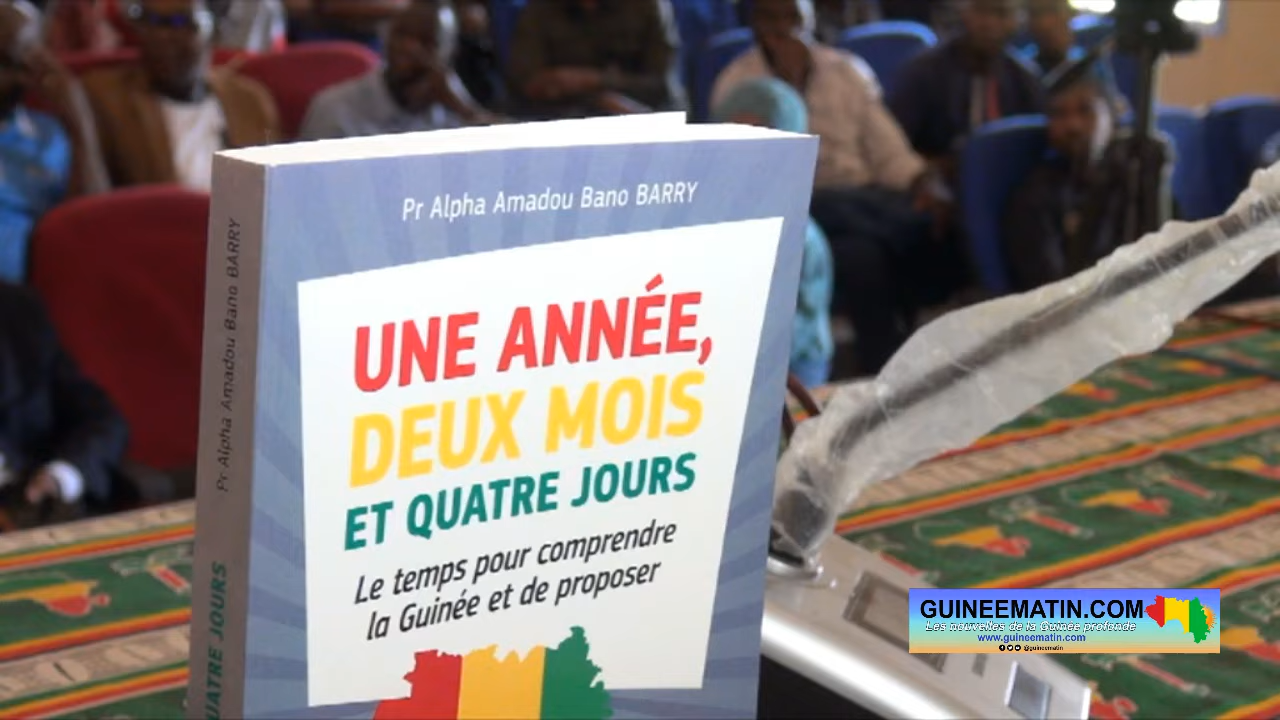 Pr Alpha Amadou Bano BARRY
UNE ANNÉE,
DEUX MOIS
ET QUATRE JOURS
Le temps pour comprendre
la Guinée et de proposer
Pr Alpha Amadou Bano BARRY
UATRE JOURS
GUINEEMATIN.COM
Les nouvelles de la Guinée profonde
www.guineematin.com
@guineematin